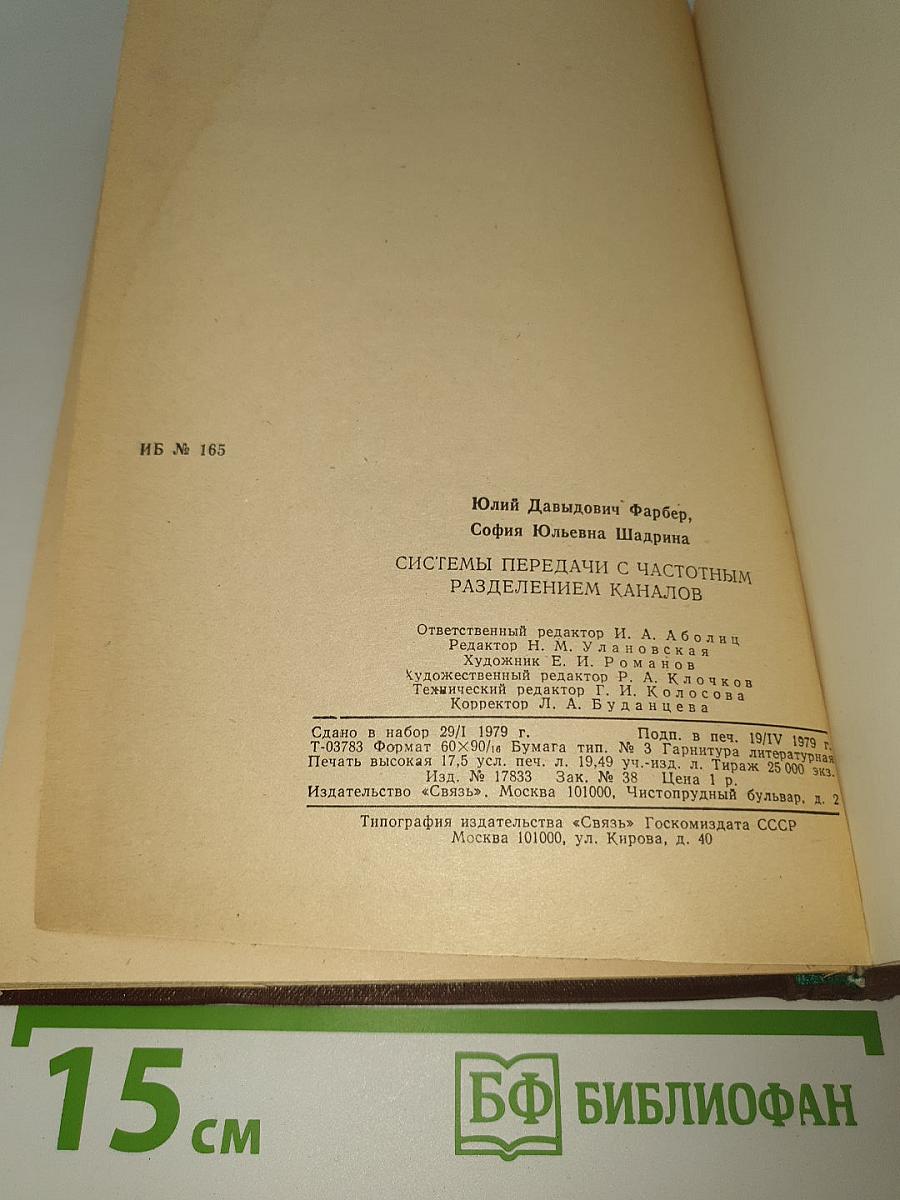 ИБ № 165
Юлий Давыдович Фарбер,
София Юльевна Шадрина
СИСТЕМЫ ПЕРЕДАЧИ С ЧАСТОТНЫМ
РАЗДЕЛЕНИЕМ КАНАЛОВ
Ответственный редактор И. А. Аболиц
Редактор Н. М. Улановская
Художник Е. И. Романов
Художественный редактор Р. А. Клочков
Технический редактор Г. И. Колосова
Корректор Л. А. Буданцева
Сдано в набор 29/I 1979 г. Подп. в печ. 19/IV 1979 г.
Т-03783 Формат 60×90/16 Бумага тип. № 3 Гарнитура литературная
Печать высокая 17,5 усл. печ. л. 19,49 уч.-изд. л. Тираж 25 000 экз.
Изд. № 17833 Зак. № 38 Цена 1 р.
Издательство «Связь». Москва 101000, Чистопрудный бульвар, д. 2
Типография издательства «Связь» Госкомиздата СССР
Москва 101000, ул. Кирова, д. 40
15 см
БФ БИБЛИОФАН